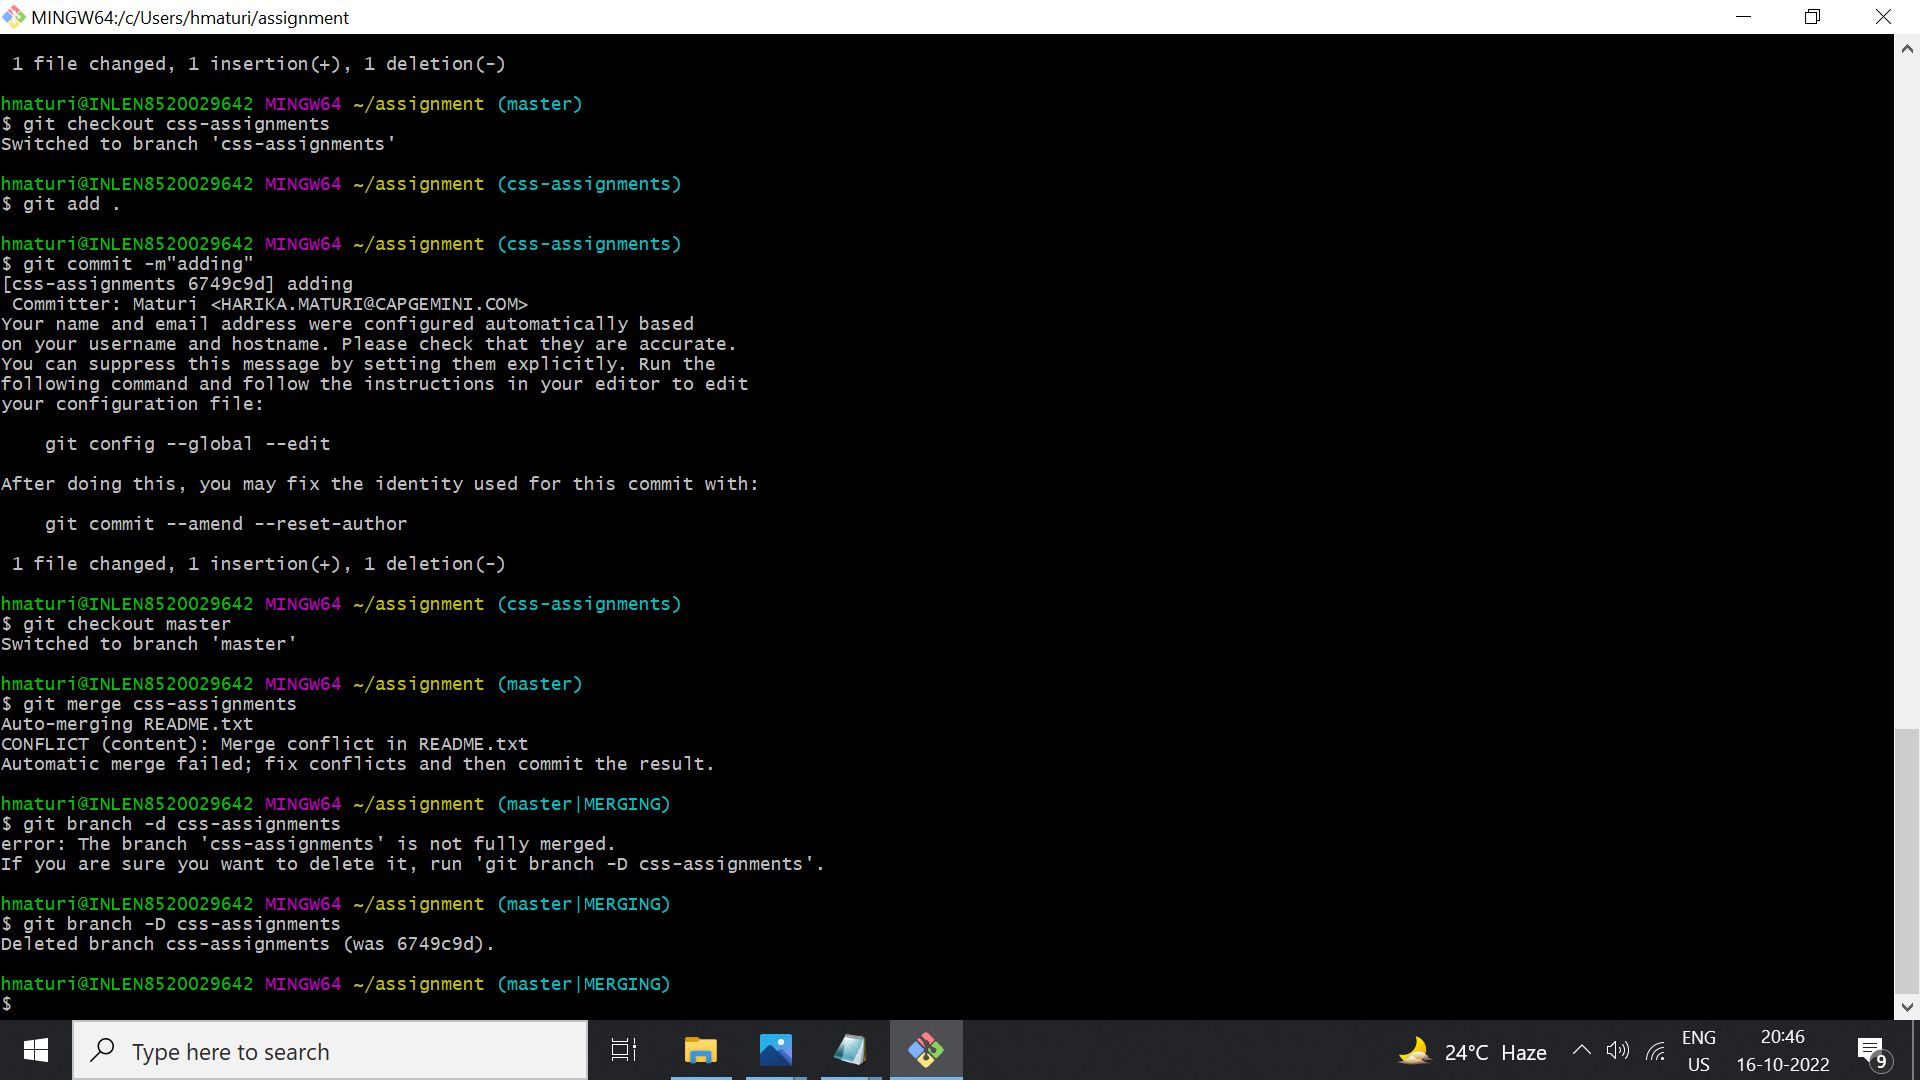 MINGW64:/c/Users/hmaturi/assignment
1 file changed, 1 insertion(+), 1 deletion(-)
hmaturi@INLEN8520029642 MINGW64 ~/assignment (master)
$ git checkout css-assignments
Switched to branch 'css-assignments'
hmaturi@INLEN8520029642 MINGW64 ~/assignment (css-assignments)
$ git add .
hmaturi@INLEN8520029642 MINGW64 ~/assignment (css-assignments)
$ git commit -m"adding"
[css-assignments 6749c9d] adding
Committer: Maturi <HARIKA.MATURI@CAPGEMINI.COM>
Your name and email address were configured automatically based
on your username and hostname. Please check that they are accurate.
You can suppress this message by setting them explicitly. Run the
following command and follow the instructions in your editor to edit
your configuration file:
git config --global --edit
After doing this, you may fix the identity used for this commit with:
git commit --amend --reset-author
1 file changed, 1 insertion(+), 1 deletion(-)
hmaturi@INLEN8520029642 MINGW64 ~/assignment (css-assignments)
$ git checkout master
Switched to branch 'master'
hmaturi@INLEN8520029642 MINGW64 ~/assignment (master)
$ git merge css-assignments
Auto-merging README.txt
CONFLICT (content): Merge conflict in README.txt
Automatic merge failed; fix conflicts and then commit the result.
hmaturi@INLEN8520029642 MINGW64 ~/assignment (master|MERGING)
$ git branch -d css-assignments
error: The branch 'css-assignments' is not fully merged.
If you are sure you want to delete it, run 'git branch -D css-assignments'.
hmaturi@INLEN8520029642 MINGW64 ~/assignment (master|MERGING)
$ git branch -D css-assignments
Deleted branch css-assignments (was 6749c9d).
hmaturi@INLEN8520029642 MINGW64 ~/assignment (master|MERGING)
$
Type here to search
24°C Haze
ENG
US
20:46
16-10-2022
9